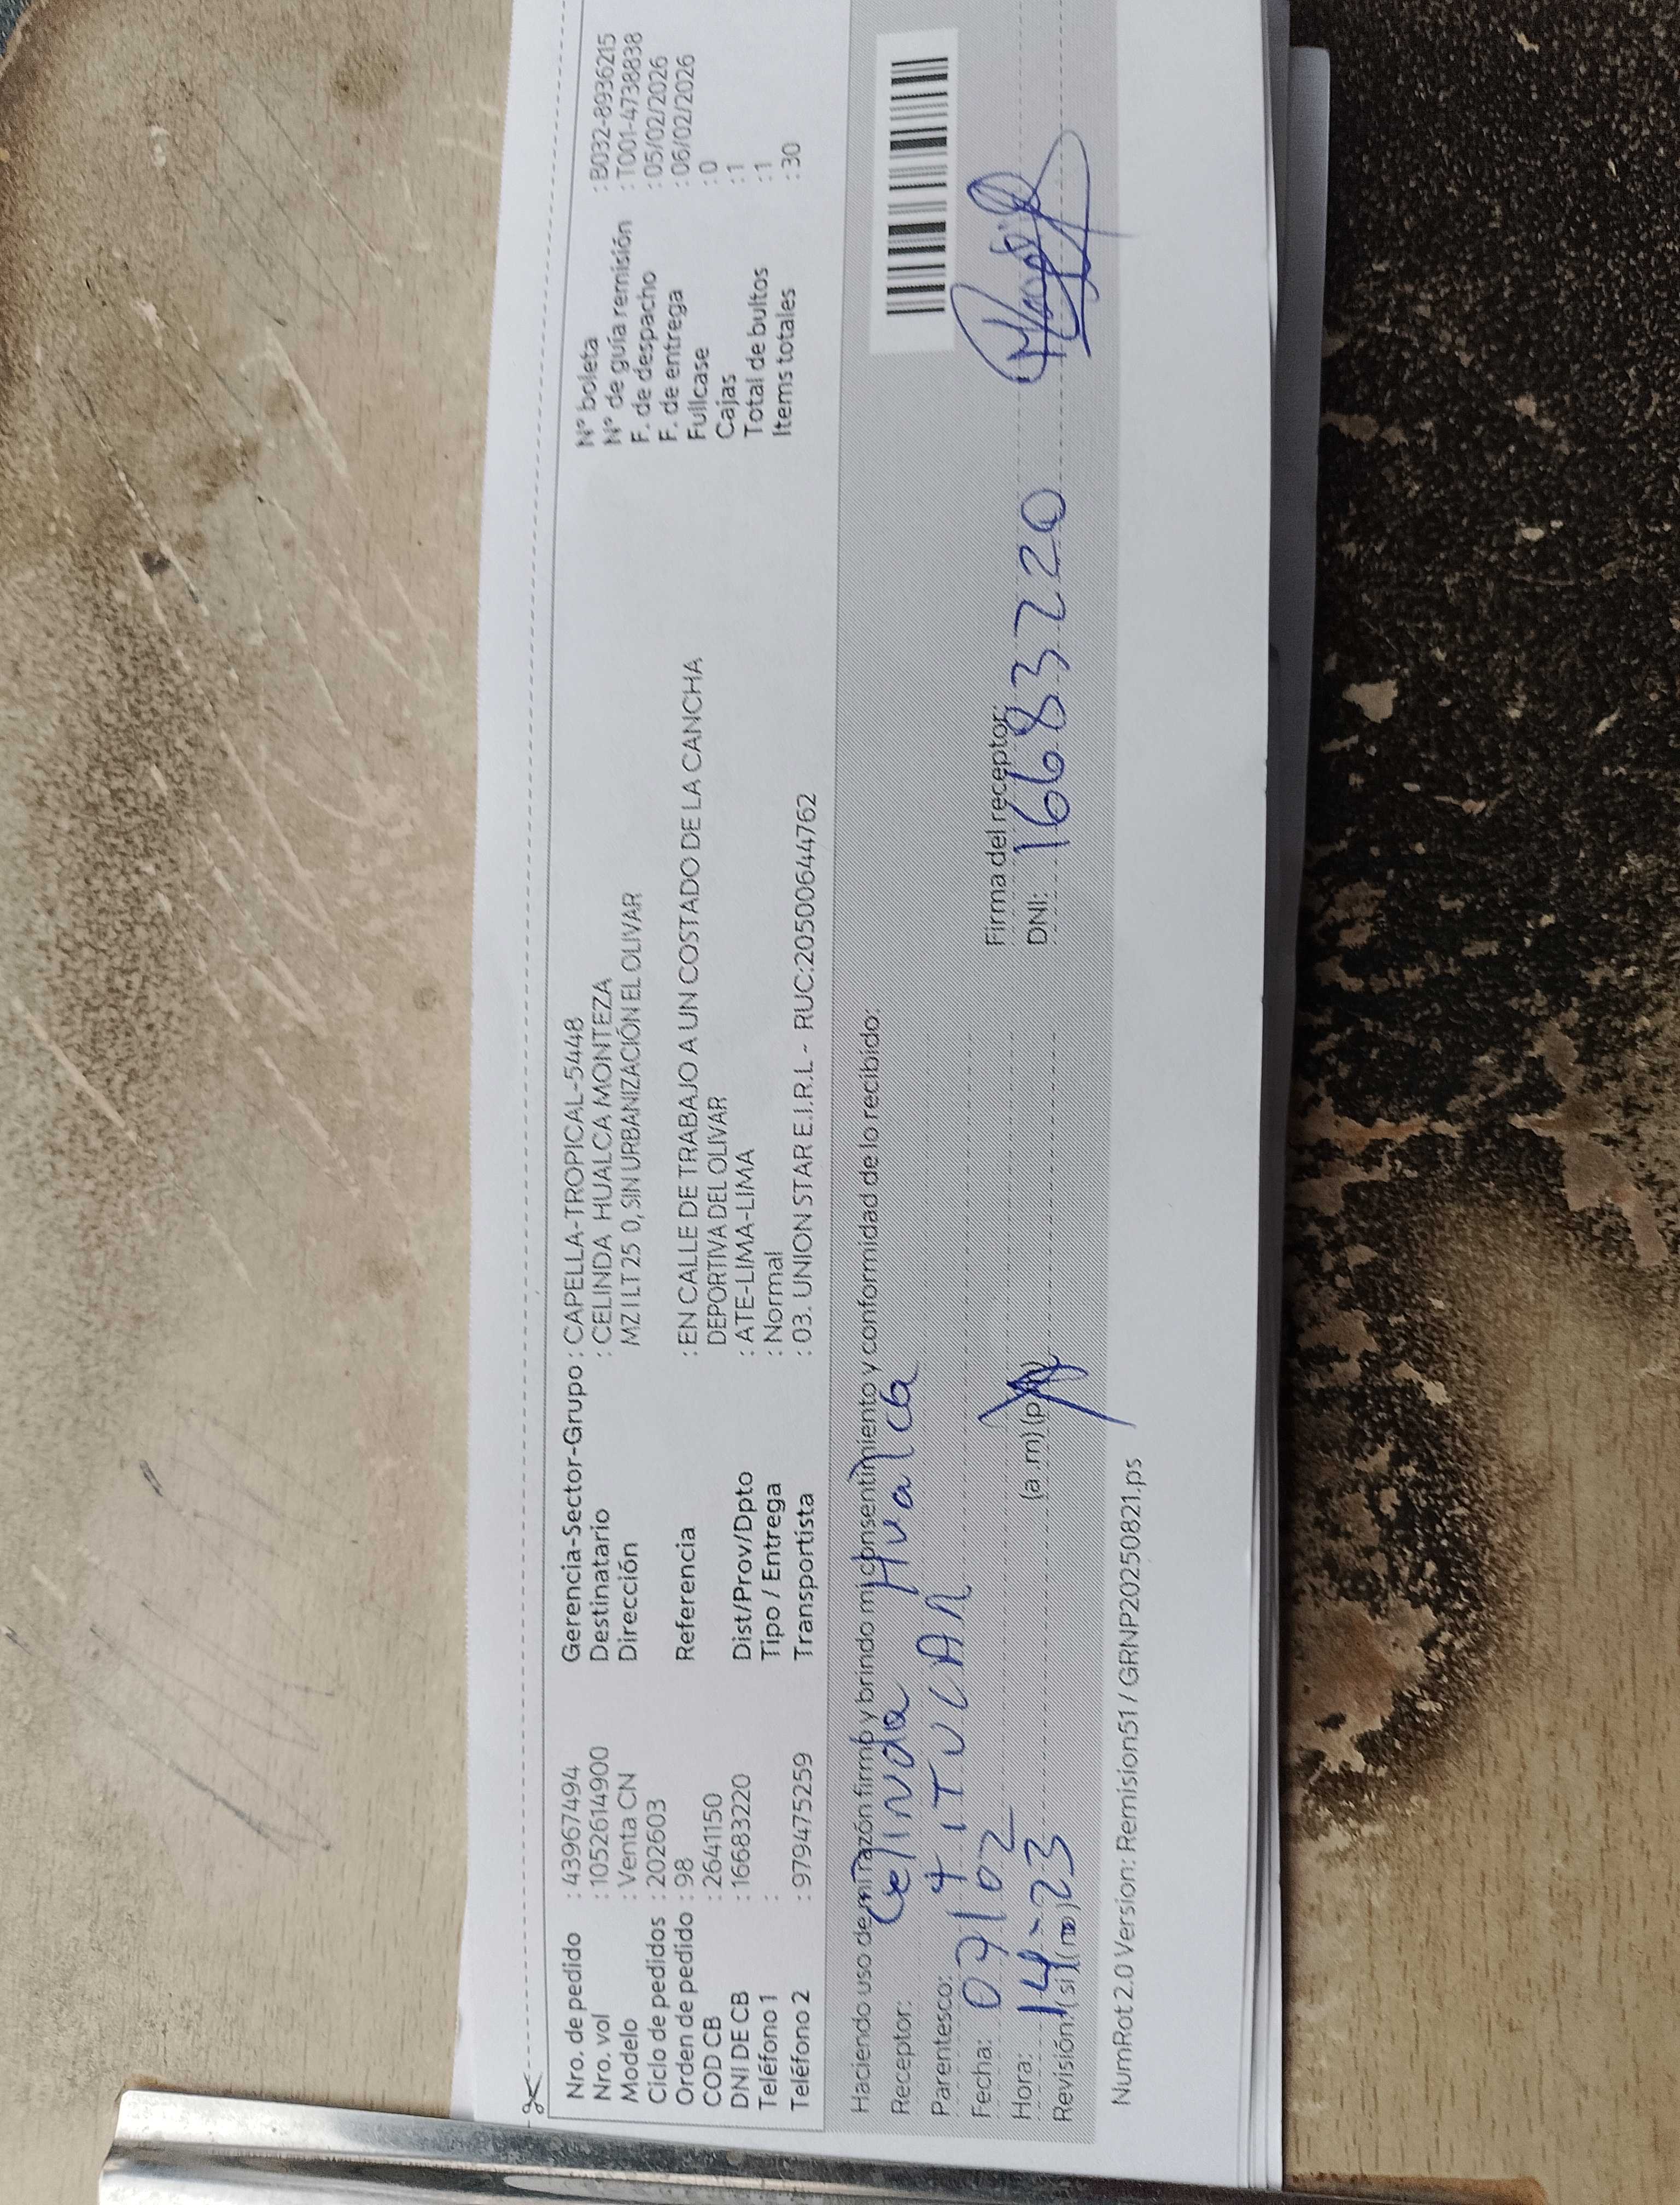 Nro. de pedido : 43967494
Nro. vol : 10526149​00
Modelo : Venta CN
Ciclo de pedidos : 202603
Orden de pedido : 98
COD CB : 2641150
DNI DE CB : 16683220
Teléfono 1 :
Teléfono 2 : 979475259
Gerencia-Sector-Grupo : CAPELLA-TROPICAL-5448
Destinatario : CELINDA HUALCA MONTEZA
Dirección MZ I LT 25 0, SIN URBANIZACIÓN EL OLIVAR
Referencia : EN CALLE DE TRABAJO A UN COSTADO DE LA CANCHA
DEPORTIVA DEL OLIVAR
Dist/Prov/Dpto : ATE-LIMA-LIMA
Tipo / Entrega : Normal
Transportista : 03. UNION STAR E.I.R.L - RUC:20500644762
N° boleta : B032-8936215
N° de guía remisión : T001-4738838
F. de despacho : 05/02/2026
F. de entrega : 06/02/2026
Fullcase : 0
Cajas : 1
Total de bultos : 1
Items totales : 30
Haciendo uso de mi razón firmo y brindo mi consentimiento y conformidad de lo recibido:
Receptor: Celinda Hualca
Parentesco: TiTUCAR
Fecha: 07/02
Hora: 14-23 (a.m) (p.m)
Revisión: (si) (no)
Firma del receptor:
DNI: 16683220
NumRot 2.0 Version: Remision51 / GRNP20250821.ps